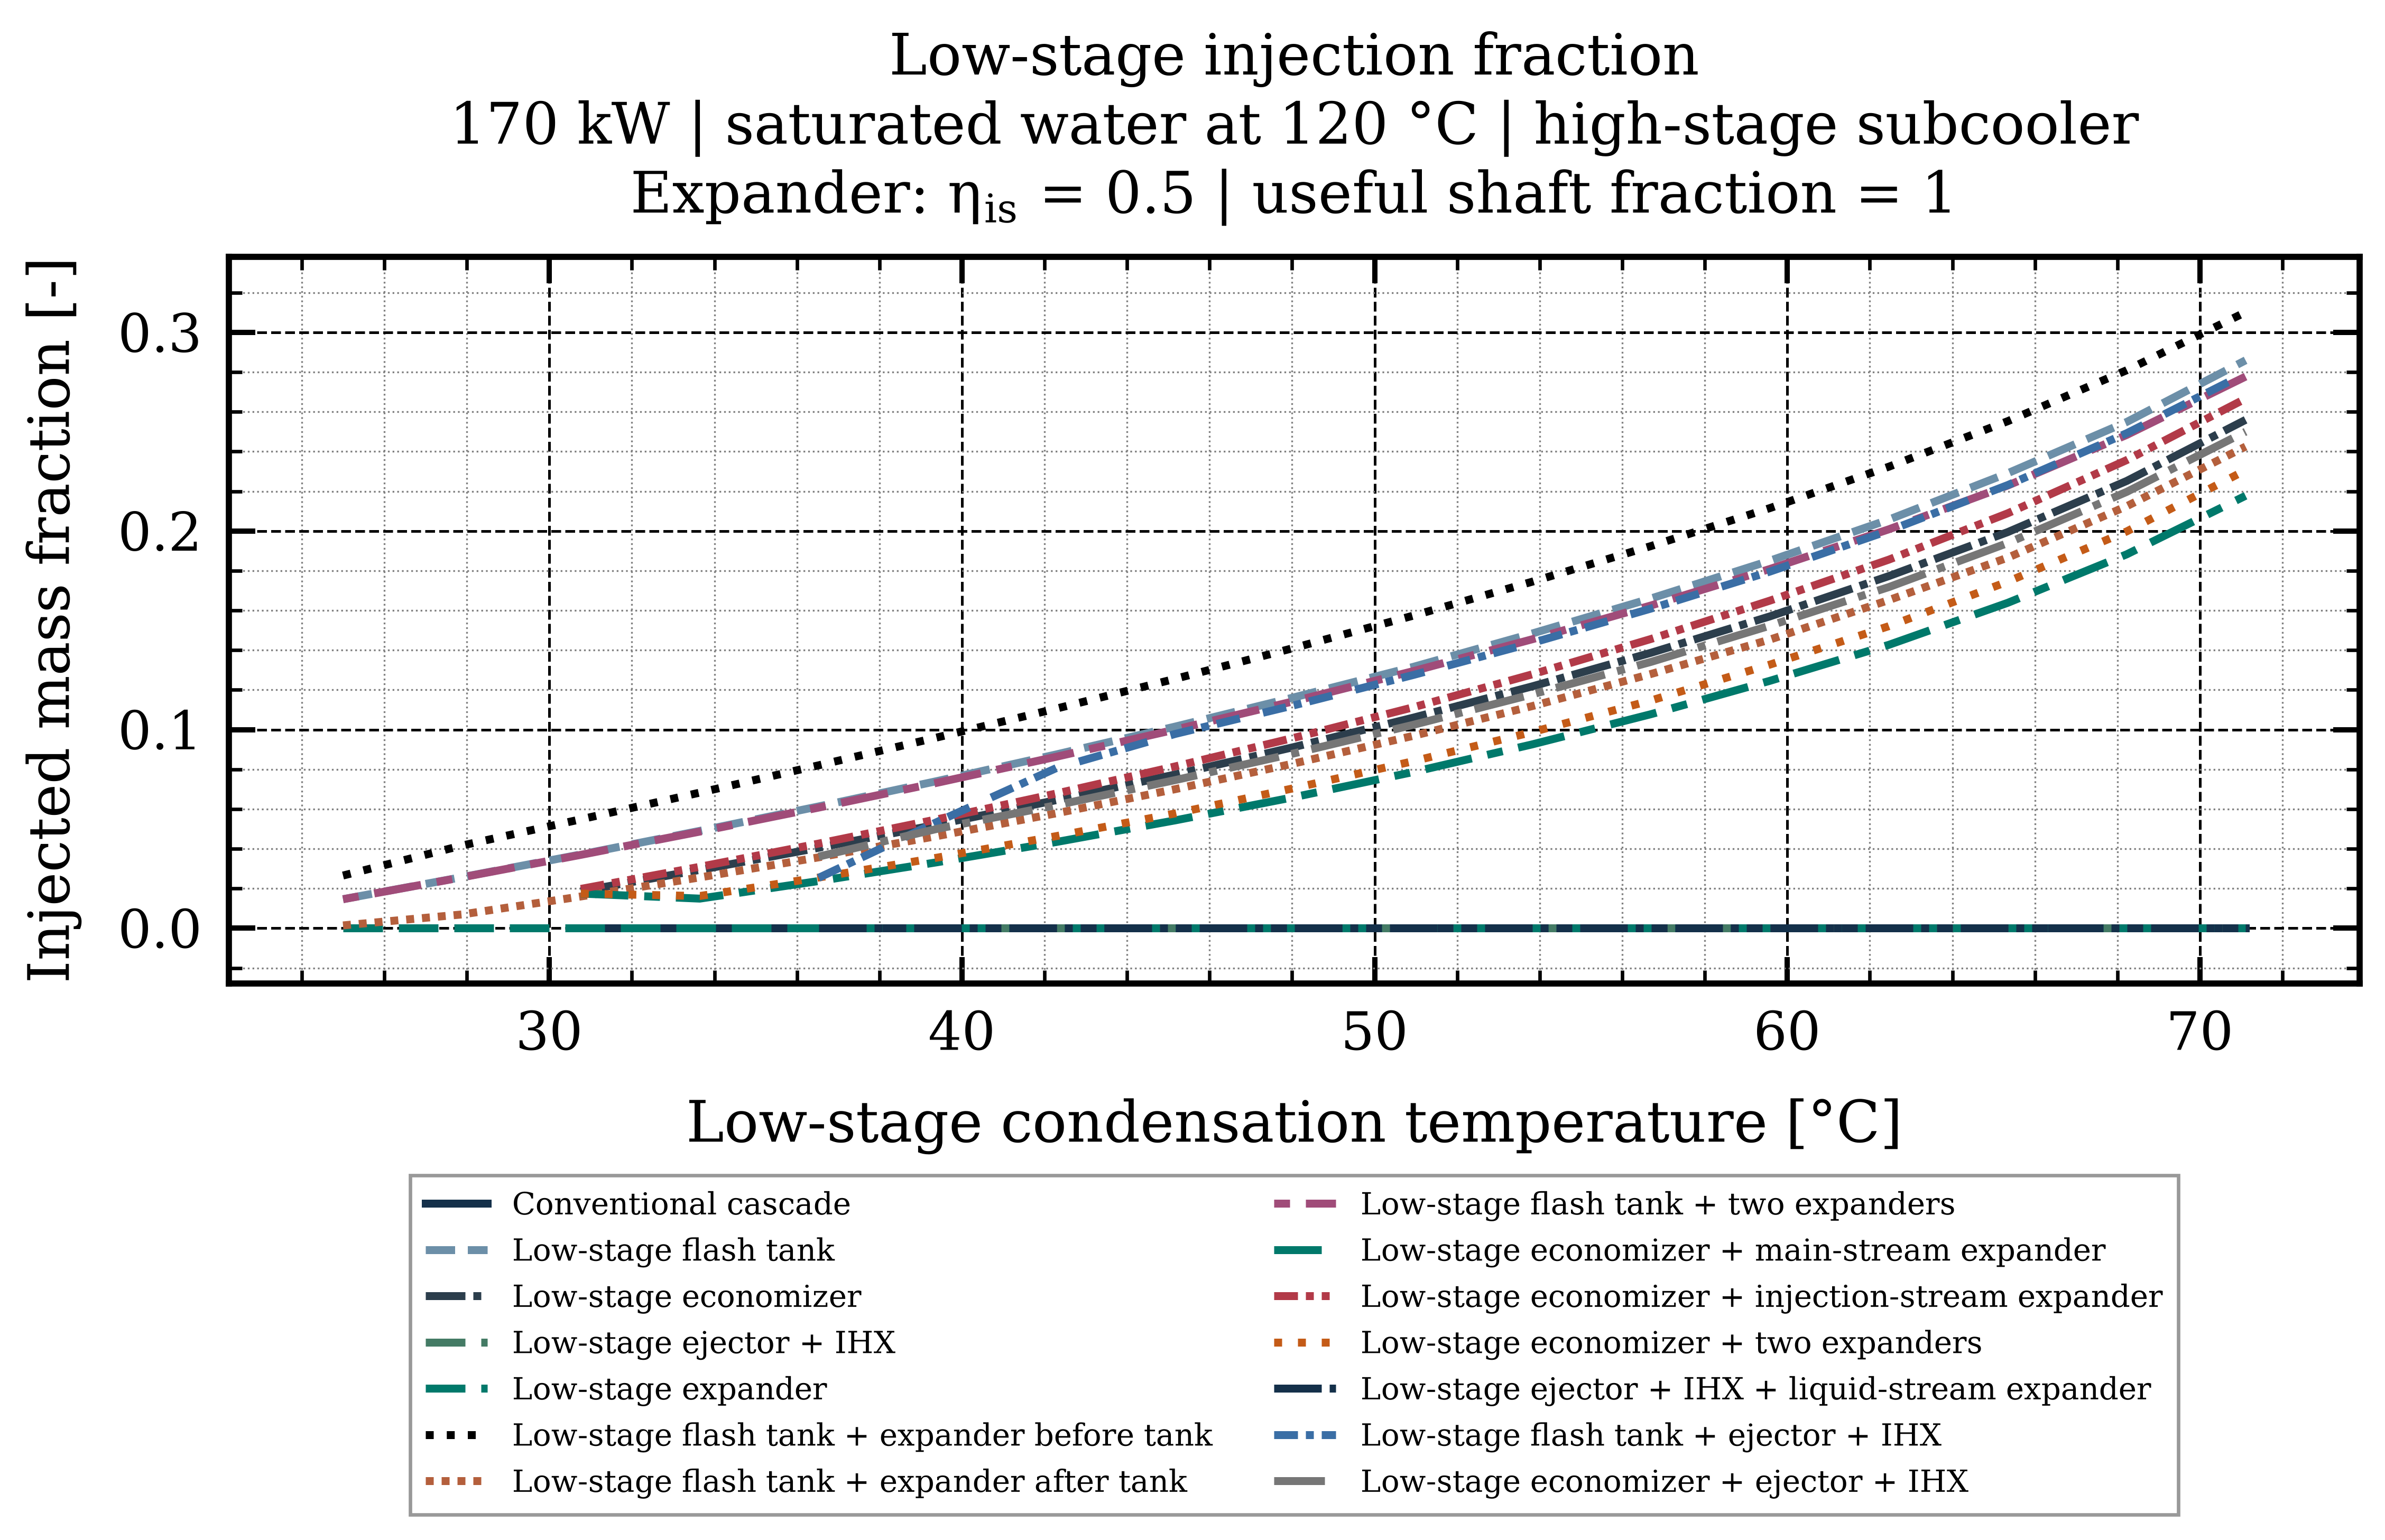 Low-stage injection fraction
170 kW | saturated water at 120 °C | high-stage subcooler
Expander: ηis = 0.5 | useful shaft fraction = 1
Injected mass fraction [-]
0.3
0.2
0.1
0.0
30 40 50 60 70
Low-stage condensation temperature [°C]
Conventional cascade
Low-stage flash tank
Low-stage economizer
Low-stage ejector + IHX
Low-stage expander
Low-stage flash tank + expander before tank
Low-stage flash tank + expander after tank
Low-stage flash tank + two expanders
Low-stage economizer + main-stream expander
Low-stage economizer + injection-stream expander
Low-stage economizer + two expanders
Low-stage ejector + IHX + liquid-stream expander
Low-stage flash tank + ejector + IHX
Low-stage economizer + ejector + IHX